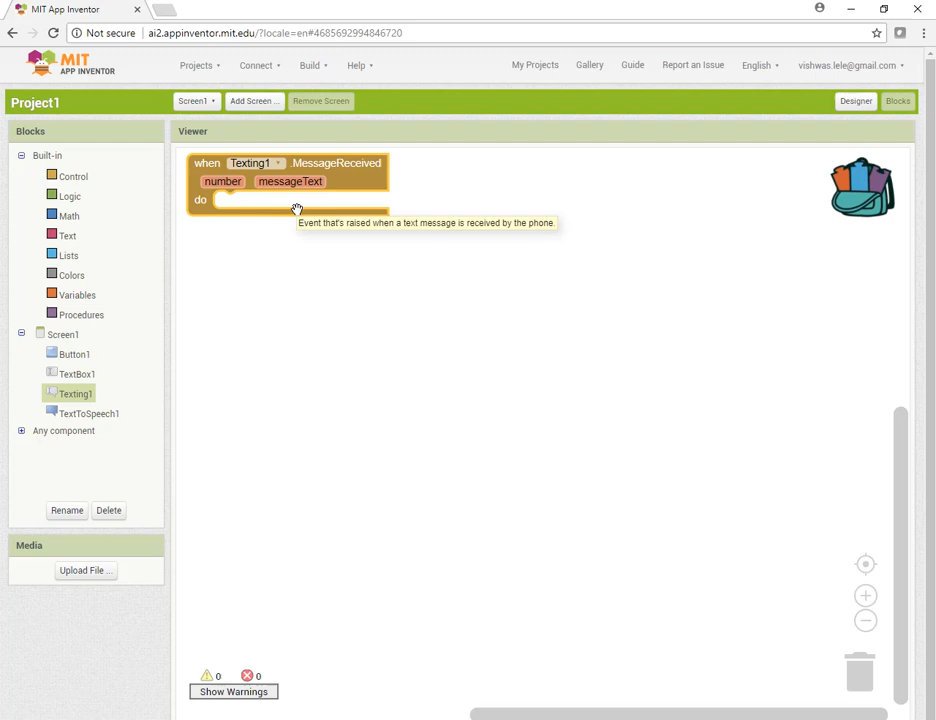 MIT App Inventor
Not secure ai2.appinventor.mit.edu/?locale=en#4685692994846720
MIT
APP INVENTOR
Projects Connect Build Help My Projects Gallery Guide Report an Issue English vishwas.lele@gmail.com
Project1 Screen1 Add Screen ... Remove Screen Designer Blocks
Blocks Viewer
Built-in
Control
Logic
Math
Text
Lists
Colors
Variables
Procedures
Screen1
Button1
TextBox1
Texting1
TextToSpeech1
Any component
Rename Delete
Media
Upload File ...
when Texting1 .MessageReceived
number messageText
do
Event that's raised when a text message is received by the phone.
0 0
Show Warnings